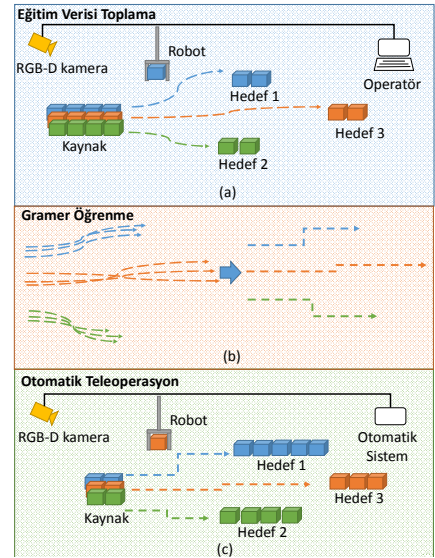 Eğitim Verisi Toplama
RGB-D kamera
Robot
Operatör
Hedef 1
Hedef 3
Kaynak
Hedef 2
(a)
Gramer Öğrenme
(b)
Otomatik Teleoperasyon
RGB-D kamera
Robot
Otomatik
Sistem
Hedef 1
Hedef 3
Kaynak
Hedef 2
(c)